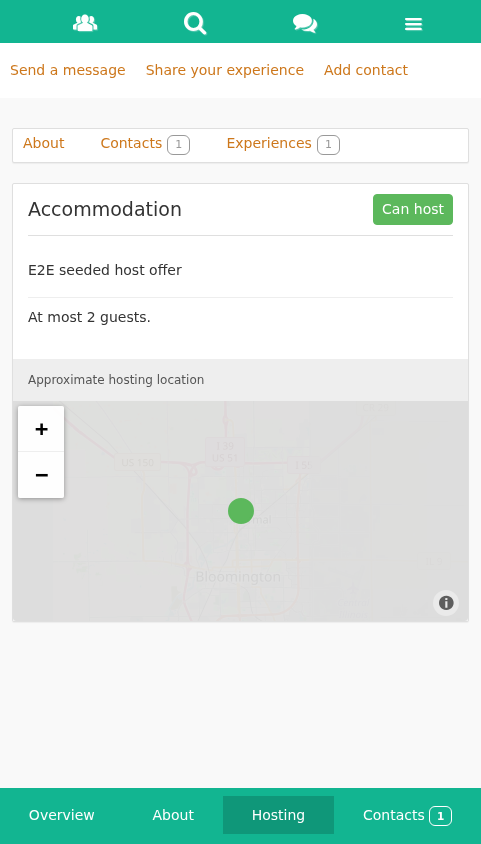 Send a message Share your experience Add contact
About Contacts 1 Experiences 1
Accommodation Can host
E2E seeded host offer
At most 2 guests.
Approximate hosting location
+
−
Bloomington
Overview About Hosting Contacts 1